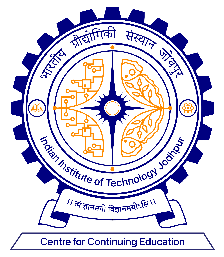 भारतीय प्रौद्योगिकी संस्थान जोधपुर
Indian Institute of Technology Jodhpur
Centre for Continuing Education